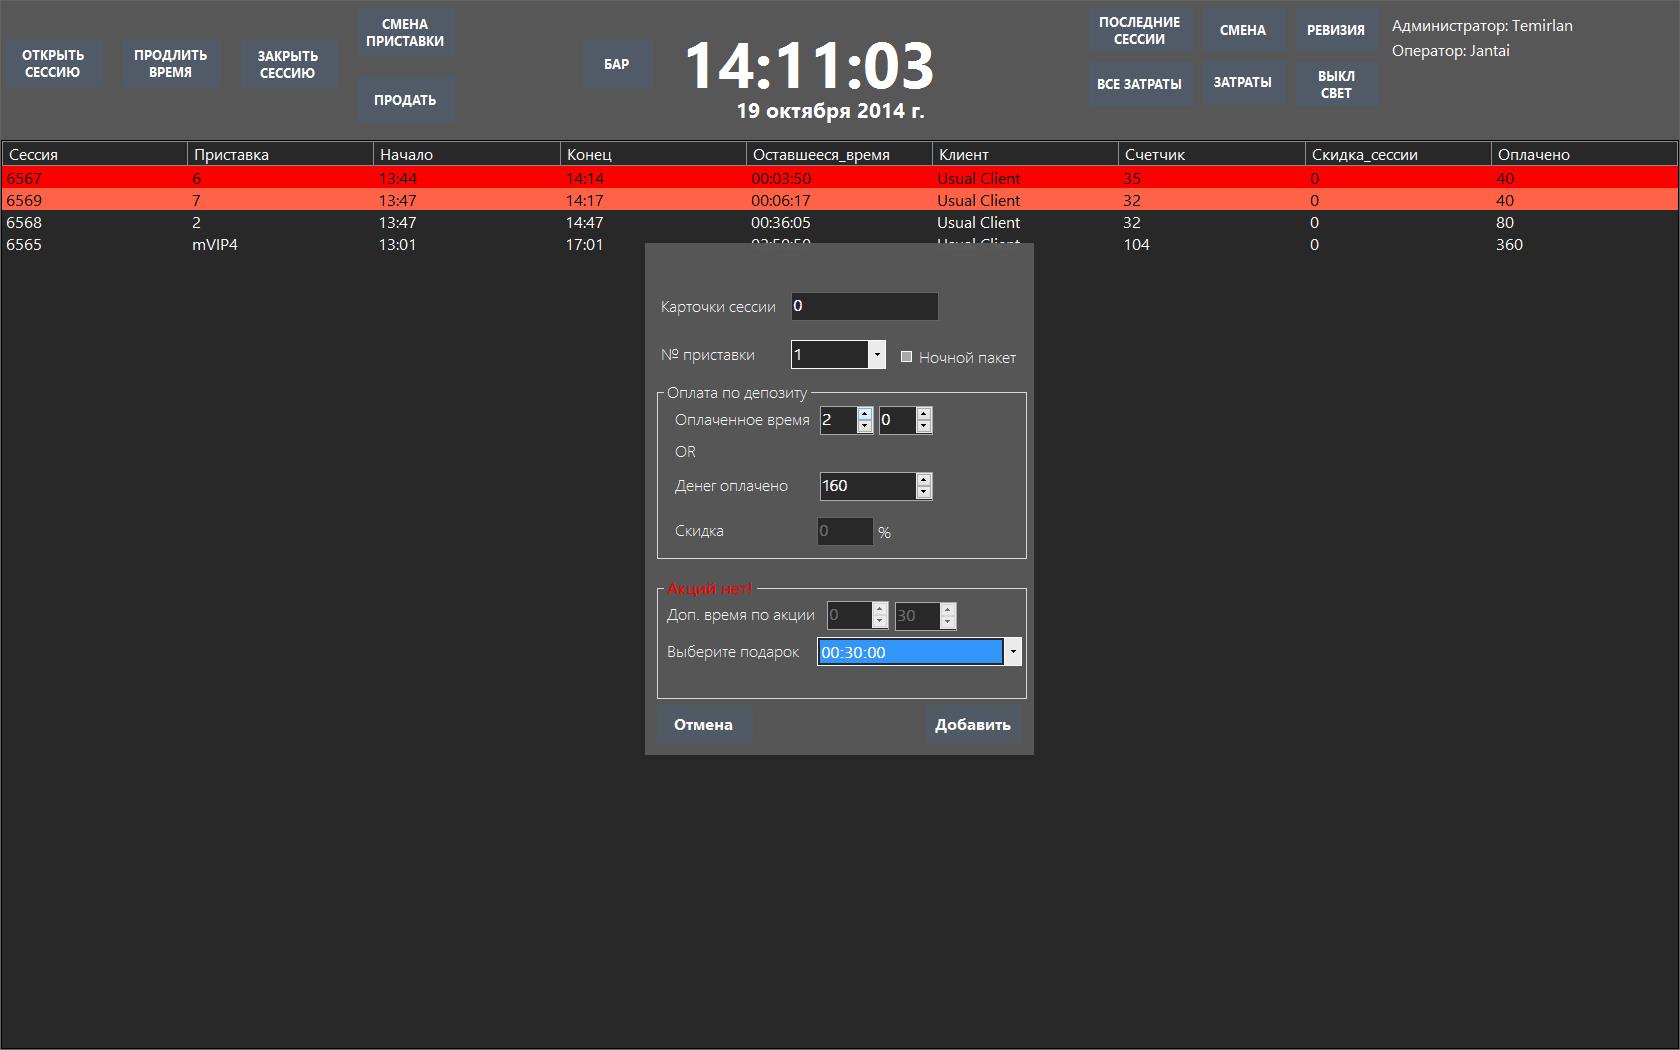 ОТКРЫТЬ
СЕССИЮ
ПРОДЛИТЬ
ВРЕМЯ
ЗАКРЫТЬ
СЕССИЮ
СМЕНА
ПРИСТАВКИ
ПРОДАТЬ
БАР
14:11:03
19 октября 2014 г.
ПОСЛЕДНИЕ
СЕССИИ
СМЕНА
РЕВИЗИЯ
ВСЕ ЗАТРАТЫ
ЗАТРАТЫ
ВЫКЛ
СВЕТ
Администратор: Temirlan
Оператор: Jantai
Сессия Приставка Начало Конец Оставшееся_время Клиент Счетчик Скидка_сессии Оплачено
6567 6 13:44 14:14 00:03:50 Usual Client 35 0 40
6569 7 13:47 14:17 00:06:17 Usual Client 32 0 40
6568 2 13:47 14:47 00:36:05 Usual Client 32 0 80
6565 mVIP4 13:01 17:01 Usual Client 104 0 360
Карточки сессии 0
№ приставки 1 Ночной пакет
Оплата по депозиту
Оплаченное время 2 0
OR
Денег оплачено 160
Скидка 0 %
Акций нет!
Доп. время по акции 0 30
Выберите подарок 00:30:00
Отмена Добавить